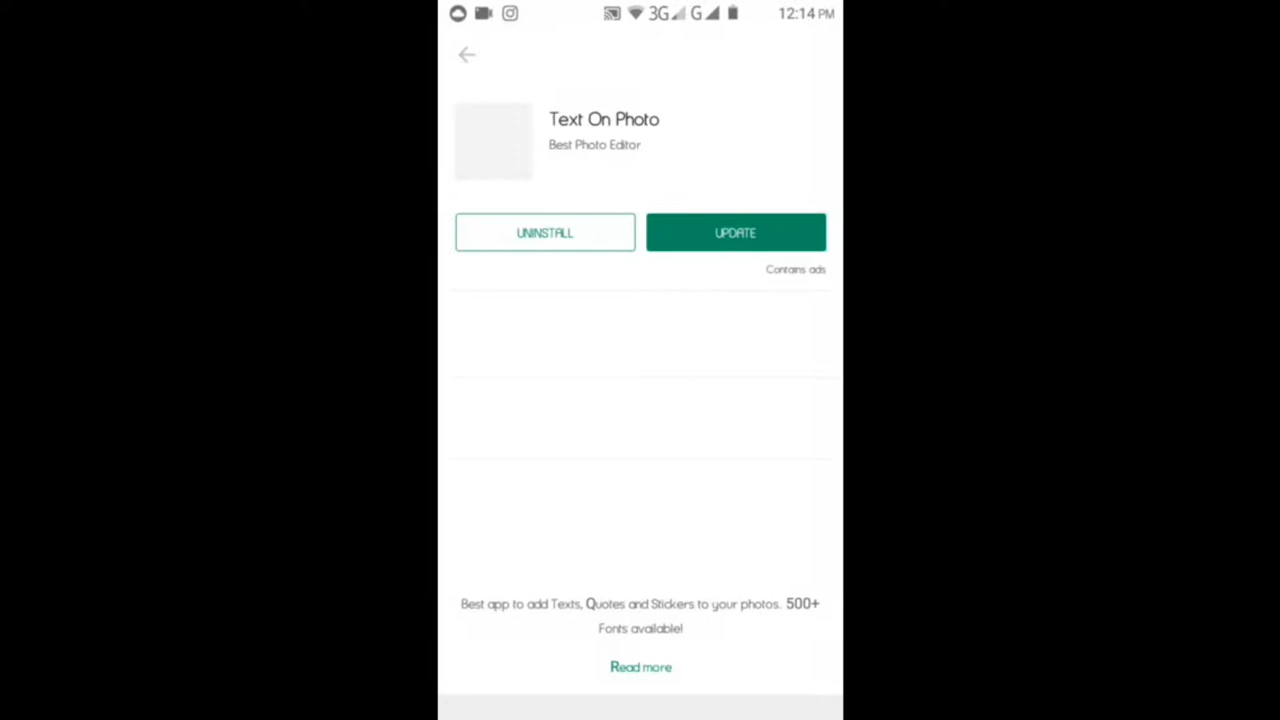 3G G 12:14 PM
Text On Photo
Best Photo Editor
UNINSTALL UPDATE
Contains ads
Best app to add Texts, Quotes and Stickers to your photos. 500+
Fonts available!
Read more